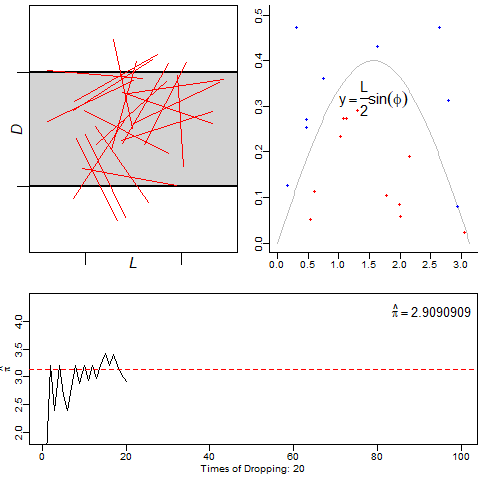 D
L
0.0 0.1 0.2 0.3 0.4 0.5
y = L/2 sin(ϕ)
0.0 0.5 1.0 1.5 2.0 2.5 3.0
π̂
2.0 2.5 3.0 3.5 4.0
π̂ = 2.9090909
0 20 40 60 80 100
Times of Dropping: 20